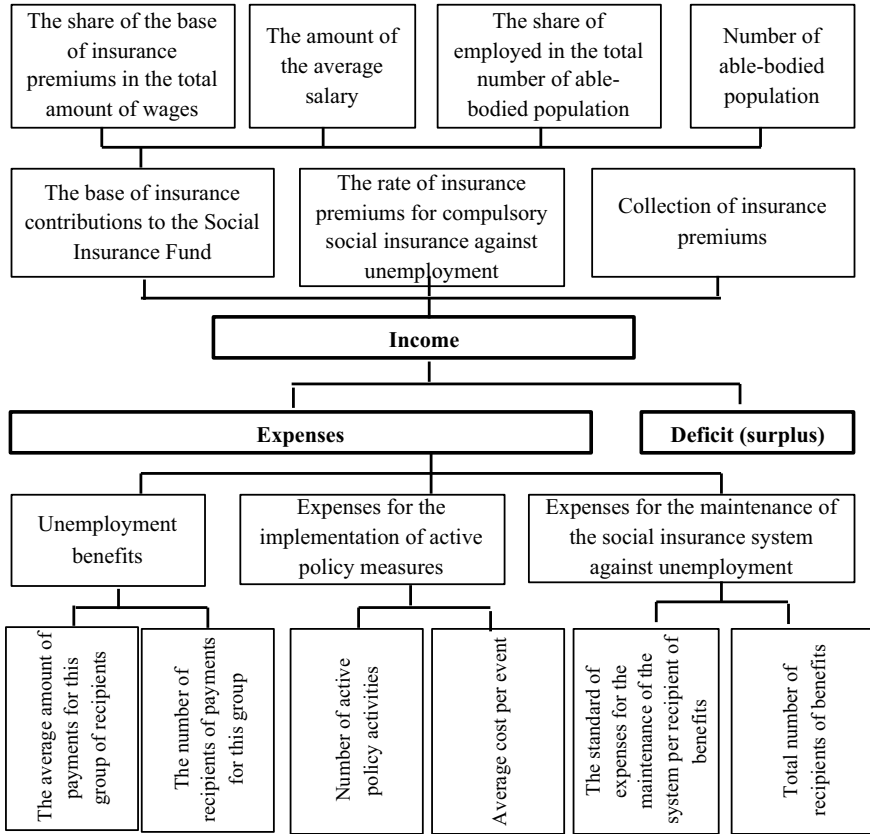 The share of the base
of insurance
premiums in the total
amount of wages
The amount of
the average
salary
The share of
employed in the total
number of able-
bodied population
Number of
able-bodied
population
The base of insurance
contributions to the Social
Insurance Fund
The rate of insurance
premiums for compulsory
social insurance against
unemployment
Collection of insurance
premiums
Income
Expenses
Deficit (surplus)
Unemployment
benefits
Expenses for the
implementation of active
policy measures
Expenses for the maintenance of
the social insurance system
against unemployment
The average amount of
payments for this
group of recipients
The number of
recipients of payments
for this group
Number of active
policy activities
Average cost per event
The standard of
expenses for the
maintenance of the
system per recipient of
benefits
Total number of
recipients of benefits